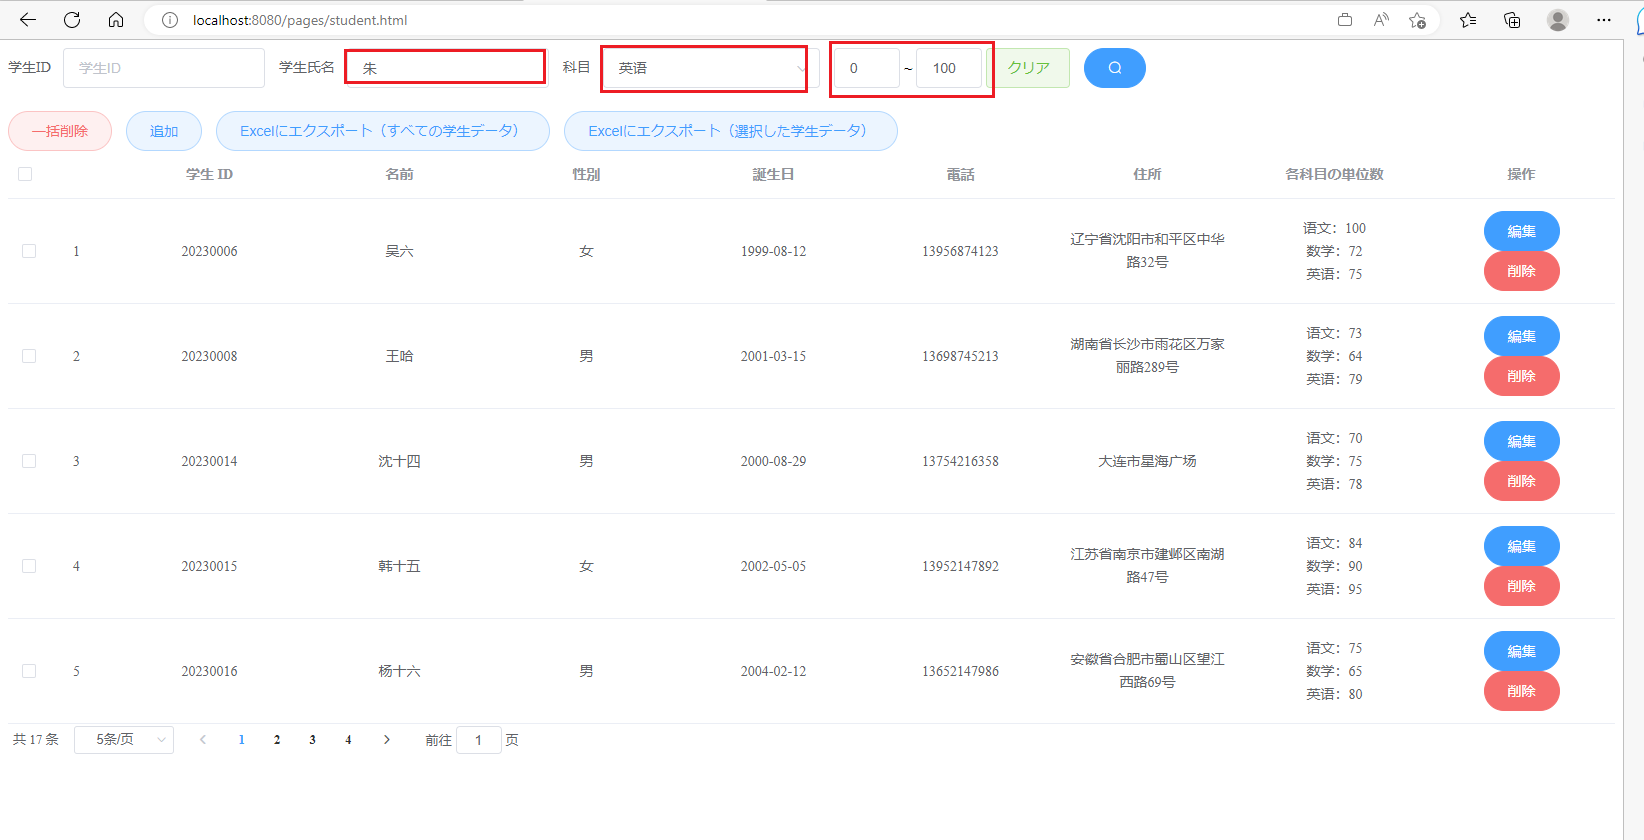 localhost:8080/pages/student.html
学生ID 学生ID 学生氏名 朱 科目 英语 0 ~ 100 クリア
一括削除 追加 Excelにエクスポート（すべての学生データ） Excelにエクスポート（選択した学生データ）
学生 ID 名前 性别 誕生日 電話 住所 各科目の単位数 操作
1 20230006 吴六 女 1999-08-12 13956874123 辽宁省沈阳市和平区中华
路32号
语文：100
数学：72
英语：75
編集
削除
2 20230008 王哈 男 2001-03-15 13698745213 湖南省长沙市雨花区万家
丽路289号
语文：73
数学：64
英语：79
編集
削除
3 20230014 沈十四 男 2000-08-29 13754216358 大连市星海广场
语文：70
数学：75
英语：78
編集
削除
4 20230015 韩十五 女 2002-05-05 13952147892 江苏省南京市建邺区南湖
路47号
语文：84
数学：90
英语：95
編集
削除
5 20230016 杨十六 男 2004-02-12 13652147986 安徽省合肥市蜀山区望江
西路69号
语文：75
数学：65
英语：80
編集
削除
共 17 条 5条/页 1 2 3 4 前往 1 页